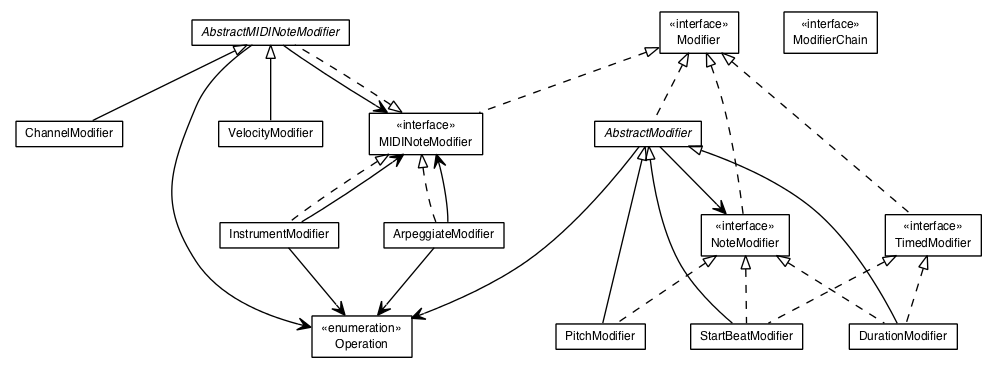 AbstractMIDINoteModifier
«interface»
Modifier
«interface»
ModifierChain
ChannelModifier
VelocityModifier
«interface»
MIDINoteModifier
AbstractModifier
InstrumentModifier
ArpeggiateModifier
«interface»
NoteModifier
«interface»
TimedModifier
«enumeration»
Operation
PitchModifier
StartBeatModifier
DurationModifier